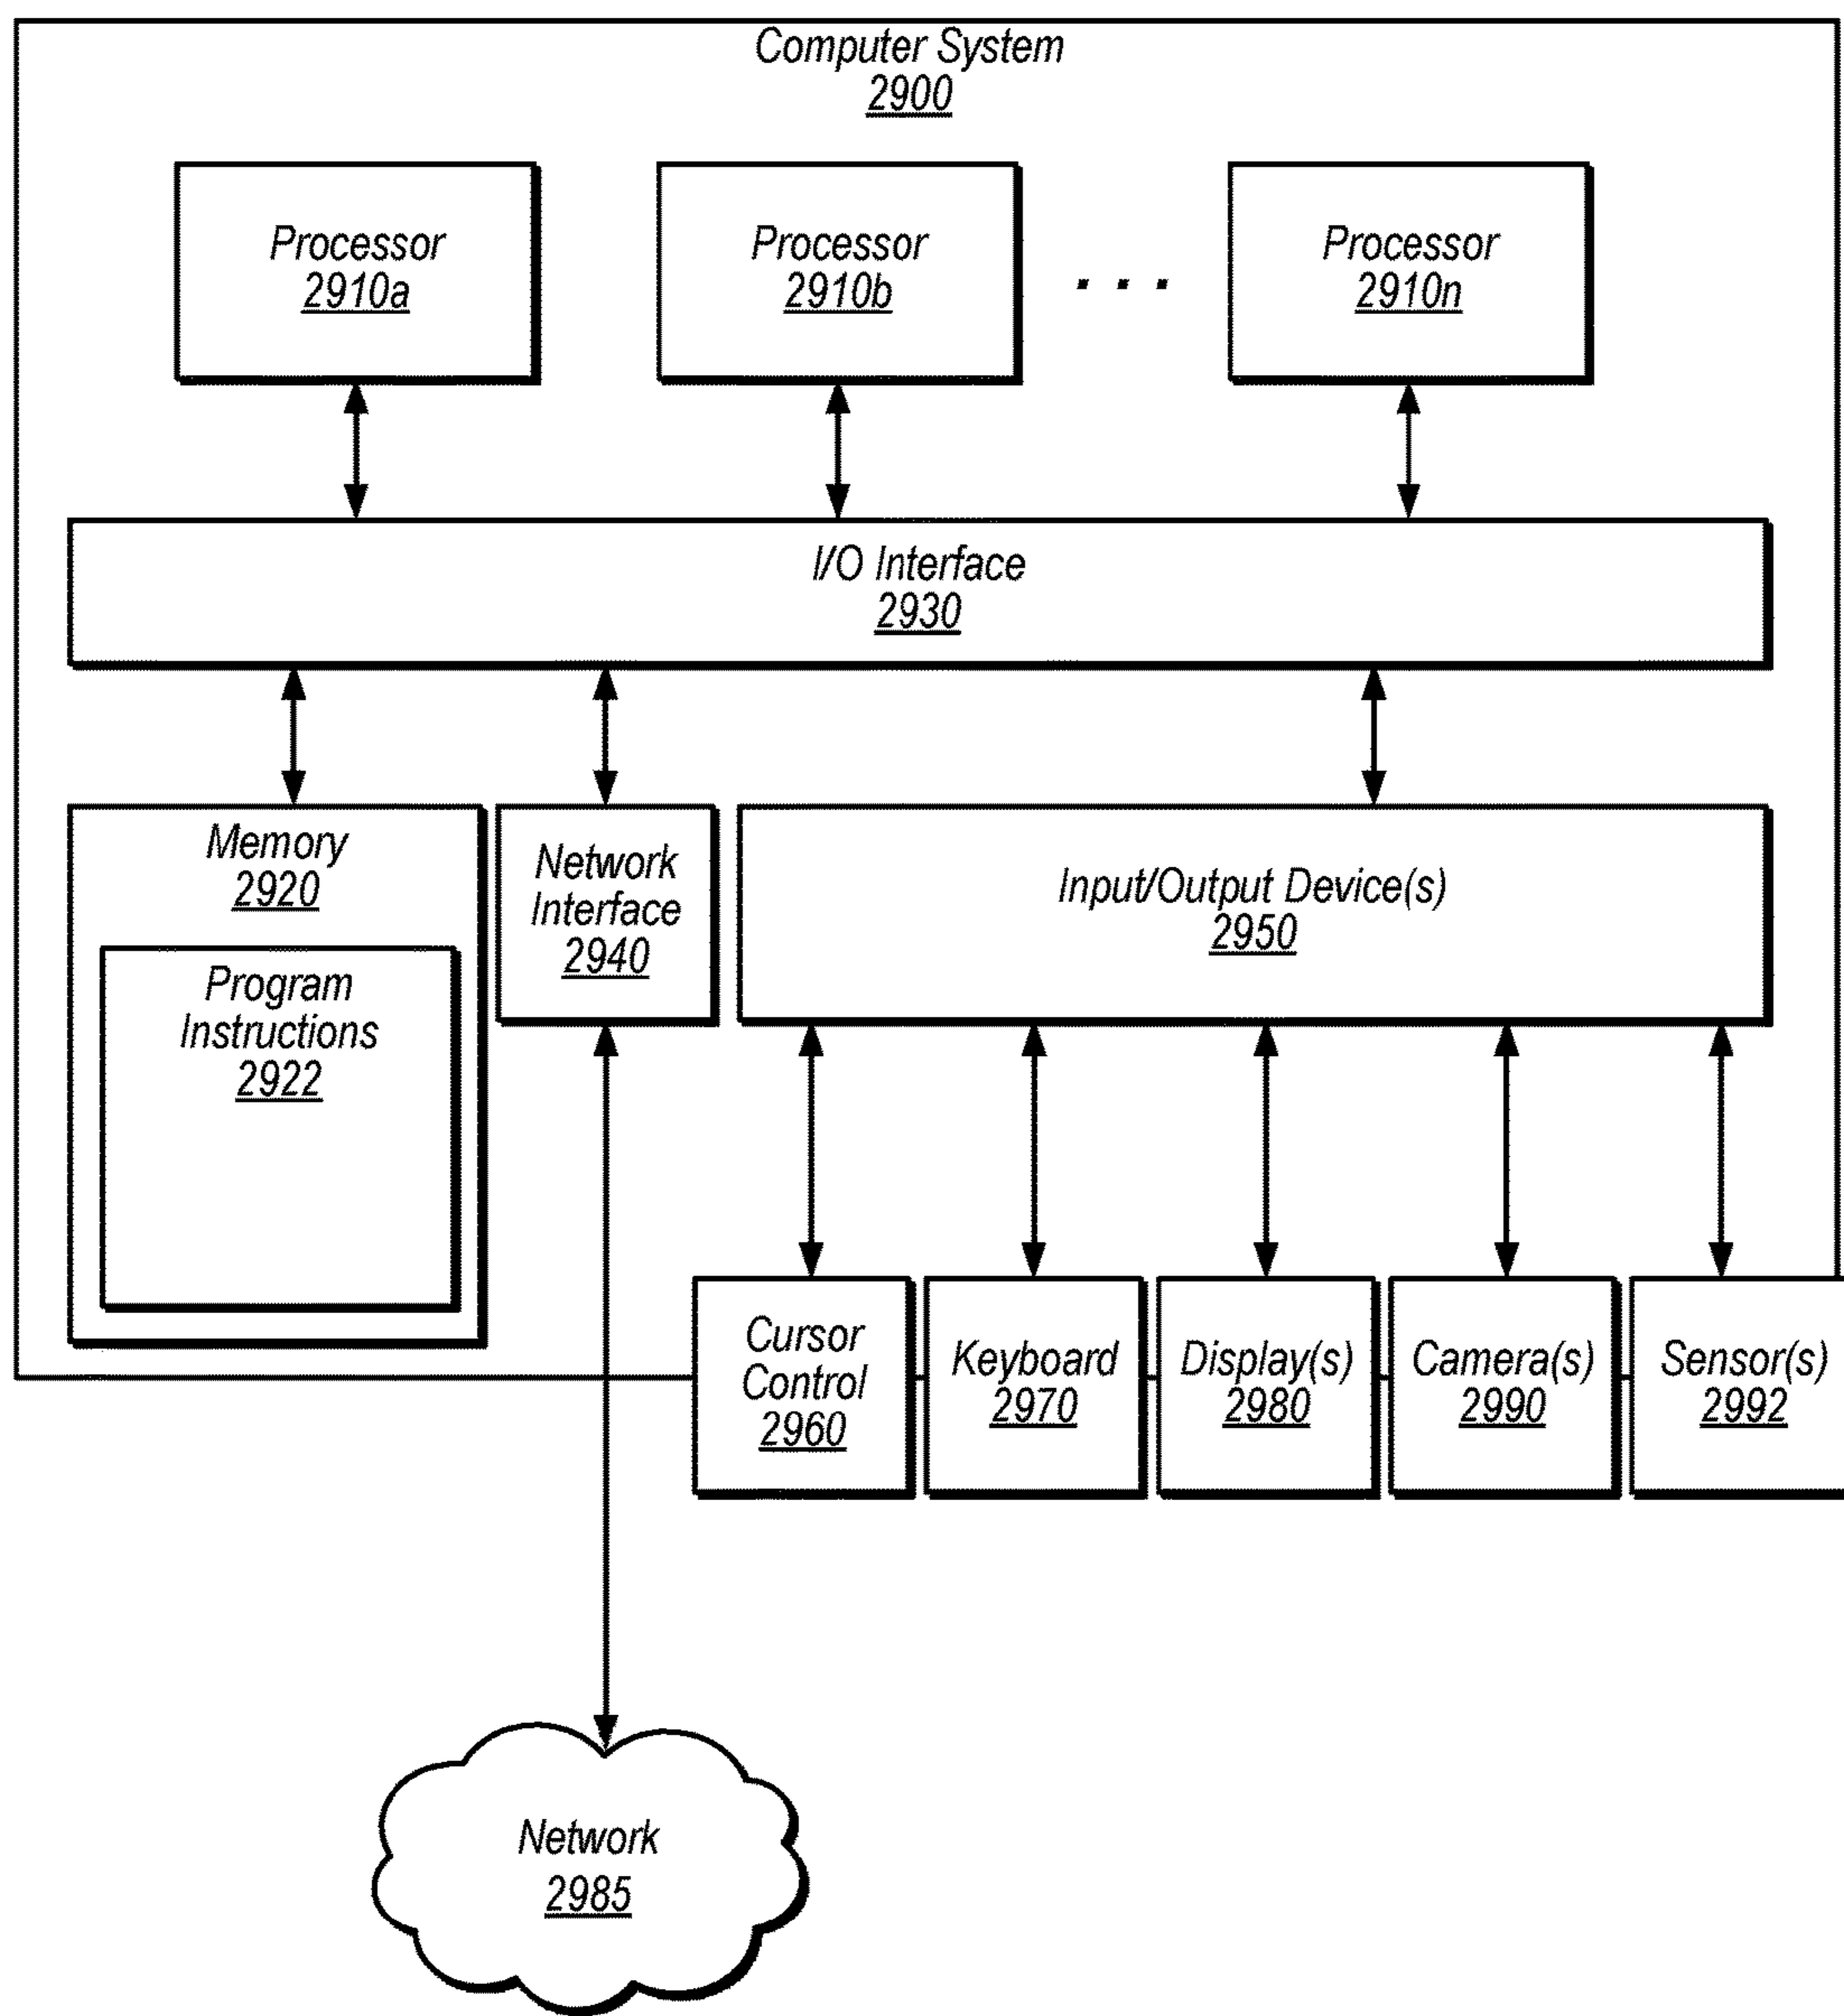 Computer System
2900
Processor
2910a
Processor
2910b
. . .
Processor
2910n
I/O Interface
2930
Memory
2920
Program
Instructions
2922
Network
Interface
2940
Input/Output Device(s)
2950
Cursor
Control
2960
Keyboard
2970
Display(s)
2980
Camera(s)
2990
Sensor(s)
2992
Network
2985